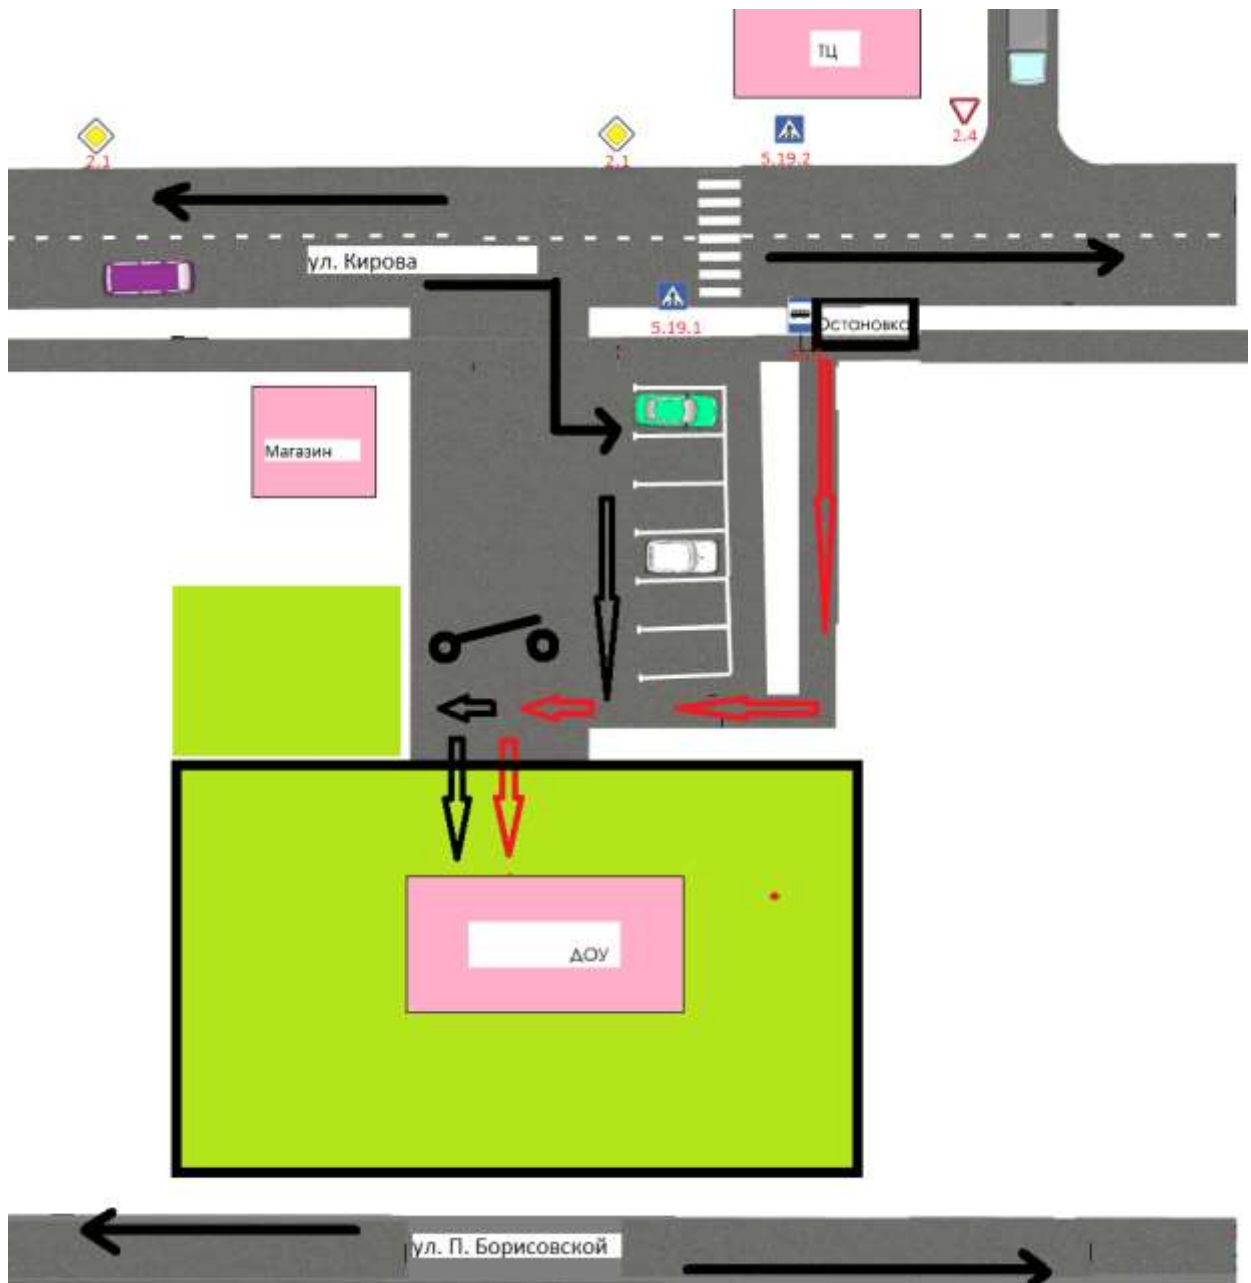 ТЦ
2.4
2.1
2.1
5.19.2
ул. Кирова
5.19.1
Остановка
Магазин
ДОУ
ул. П. Борисовской